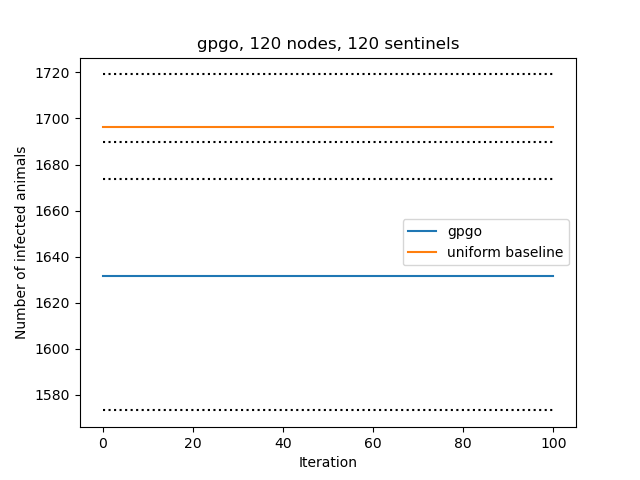 gpgo, 120 nodes, 120 sentinels
1720
1700
1680
1660
1640
1620
1600
1580
Number of infected animals
gpgo
uniform baseline
0 20 40 60 80 100
Iteration